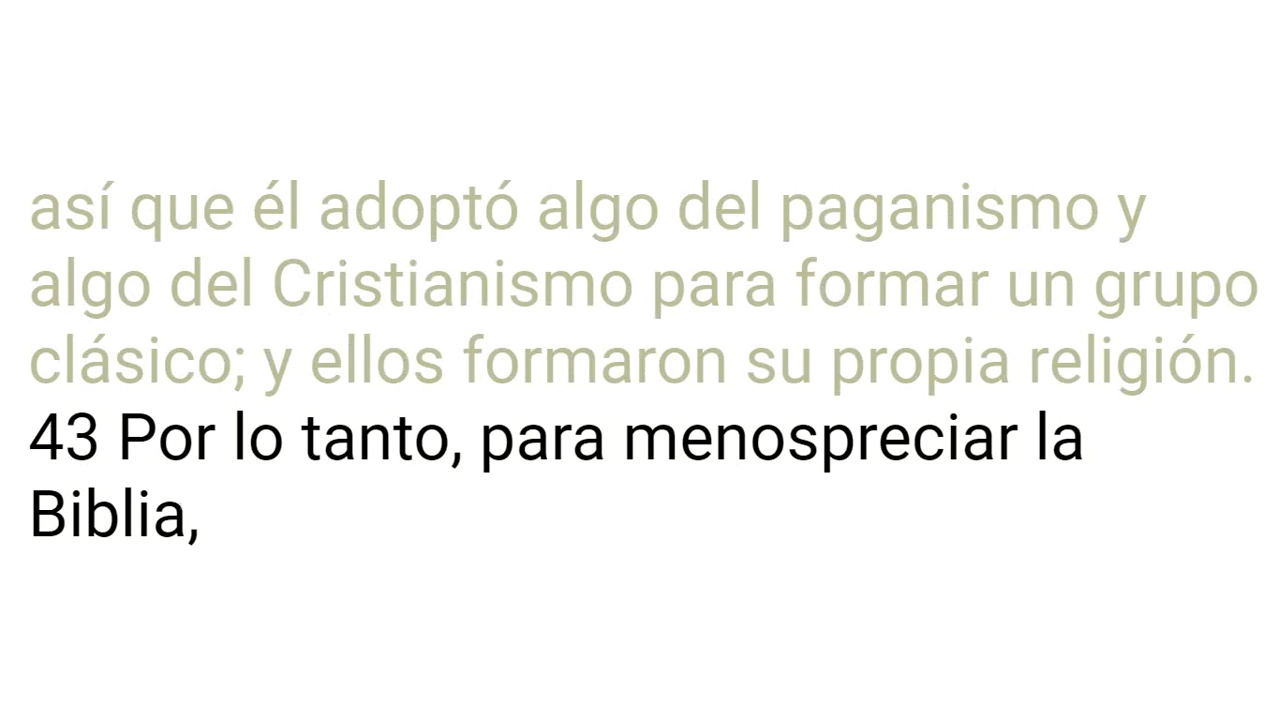 así que él adoptó algo del paganismo y
algo del Cristianismo para formar un grupo
clásico; y ellos formaron su propia religión.
43 Por lo tanto, para menospreciar la
Biblia,